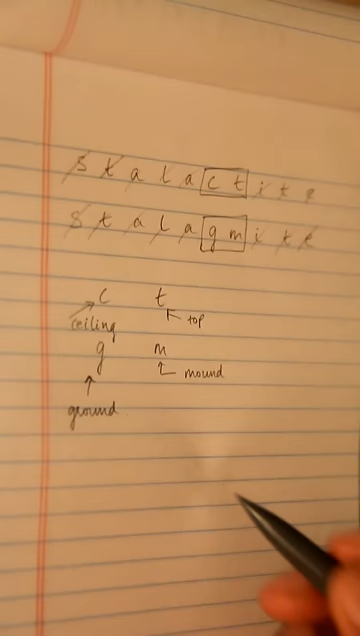 stalactite
stalagmite
c t
ceiling top
g m
ground mound